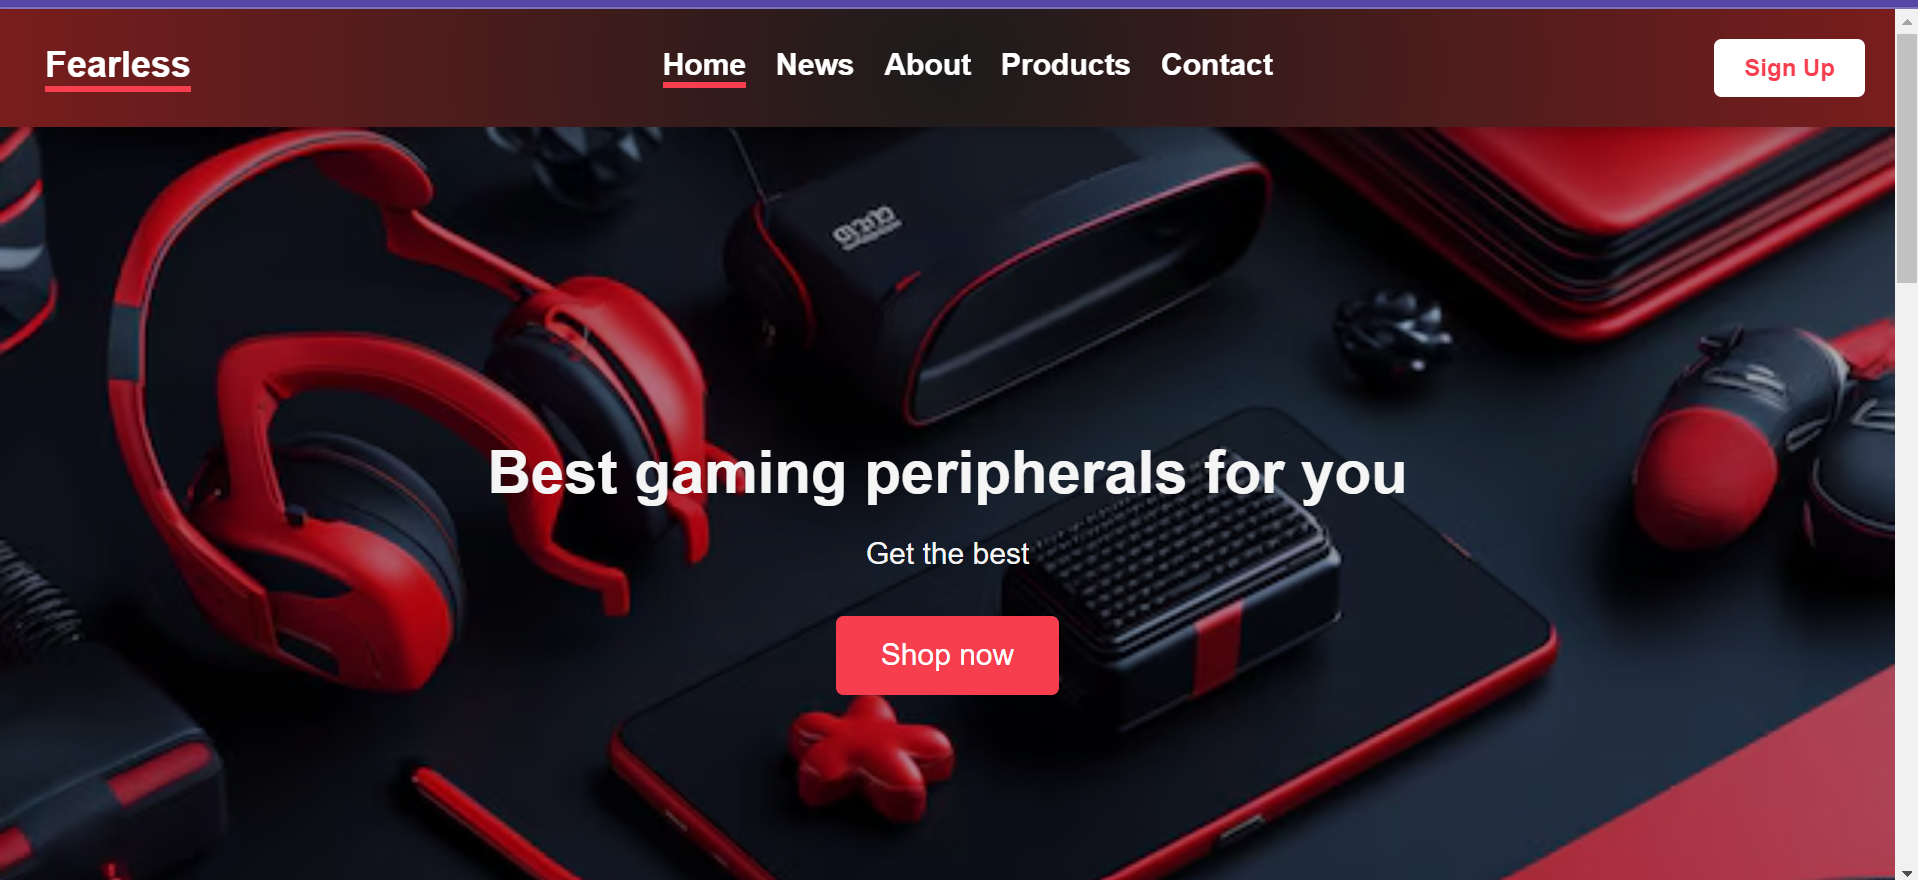 Fearless
Home News About Products Contact
Sign Up
Best gaming peripherals for you
Get the best
Shop now